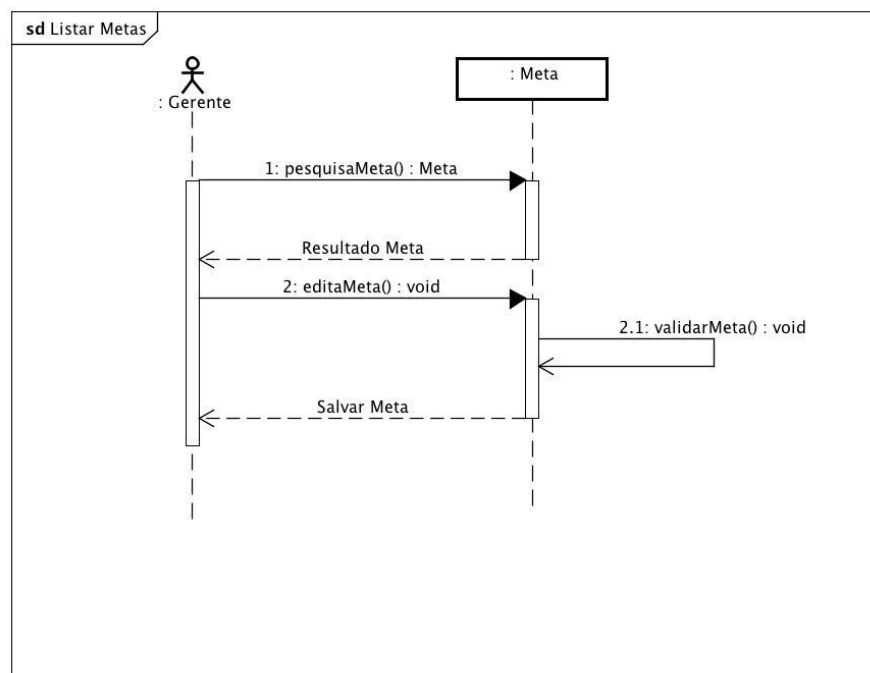 sd Listar Metas
: Gerente
: Meta
1: pesquisaMeta() : Meta
Resultado Meta
2: editaMeta() : void
2.1: validarMeta() : void
Salvar Meta